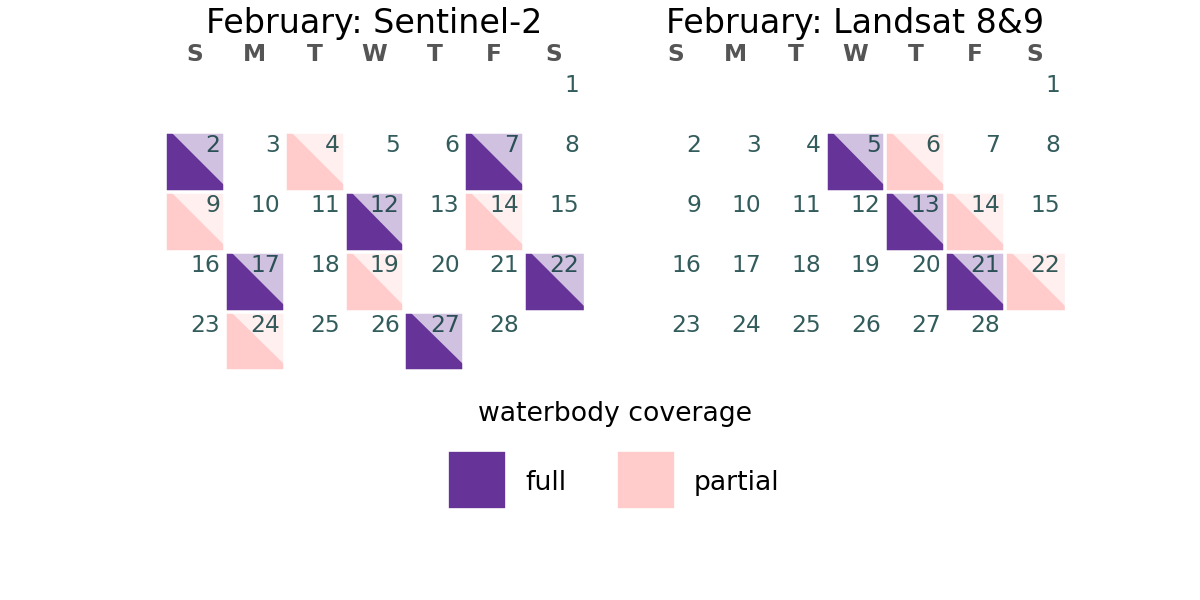 February: Sentinel-2
S M T W T F S
1
2 3 4 5 6 7 8
9 10 11 12 13 14 15
16 17 18 19 20 21 22
23 24 25 26 27 28
February: Landsat 8&9
S M T W T F S
1
2 3 4 5 6 7 8
9 10 11 12 13 14 15
16 17 18 19 20 21 22
23 24 25 26 27 28
waterbody coverage
full partial